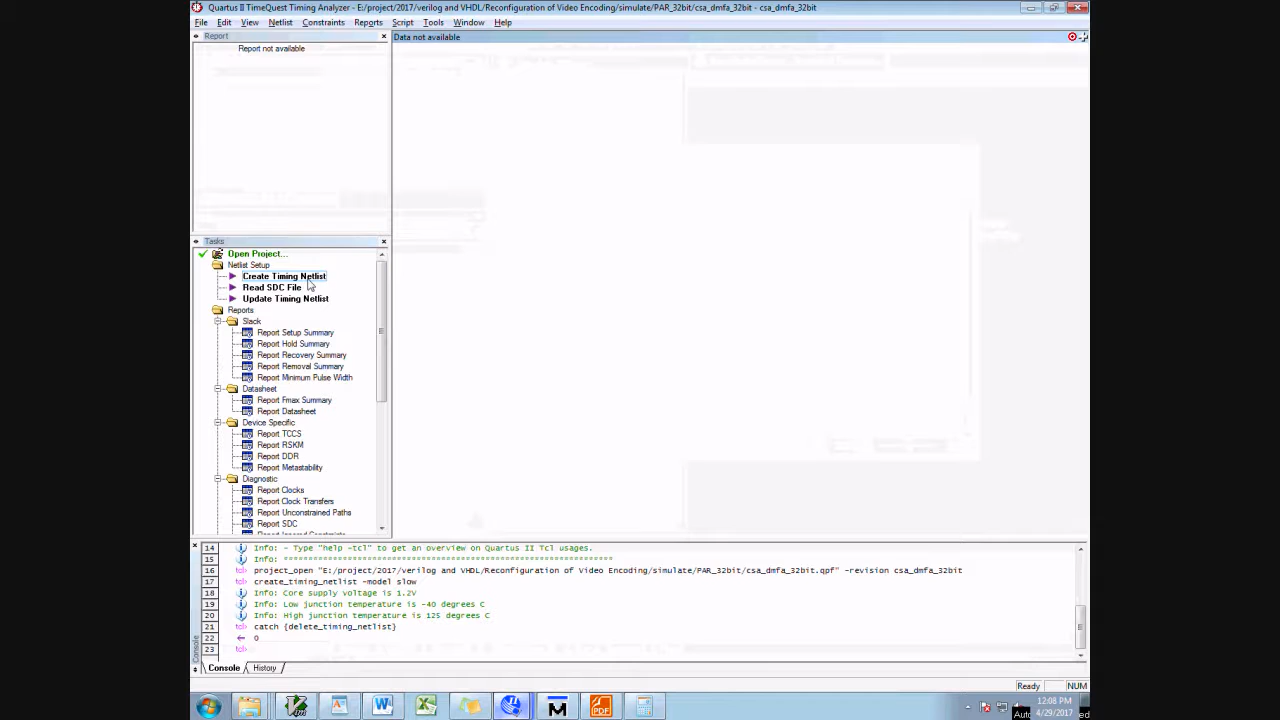 Quartus II TimeQuest Timing Analyzer - E:/project/2017/verilog and VHDL/Reconfiguration of Video Encoding/simulate/PAR_32bit/csa_dmfa_32bit - csa_dmfa_32bit
File Edit View Netlist Constraints Reports Script Tools Window Help
Report
Report not available
Data not available
Tasks
Open Project...
Netlist Setup
Create Timing Netlist
Read SDC File
Update Timing Netlist
Reports
Slack
Report Setup Summary
Report Hold Summary
Report Recovery Summary
Report Removal Summary
Report Minimum Pulse Width
Datasheet
Report Fmax Summary
Report Datasheet
Device Specific
Report TCCS
Report RSKM
Report DDR
Report Metastability
Diagnostic
Report Clocks
Report Clock Transfers
Report Unconstrained Paths
Report SDC
14 Info: - Type "help -tcl" to get an overview on Quartus II Tcl usages.
15 Info: ****************************************************************
16 tcl> project_open "E:/project/2017/verilog and VHDL/Reconfiguration of Video Encoding/simulate/PAR_32bit/csa_dmfa_32bit.qpf" -revision csa_dmfa_32bit
17 tcl> create_timing_netlist -model slow
18 Info: Core supply voltage is 1.2V
19 Info: Low junction temperature is -40 degrees C
20 Info: High junction temperature is 125 degrees C
21 tcl> catch {delete_timing_netlist}
22 0
23 tcl>
Console
Console History
Ready NUM
12:08 PM
4/29/2017